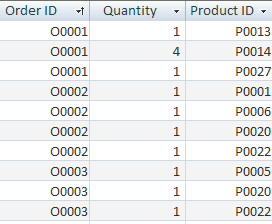 Order ID Quantity Product ID
O0001 1 P0013
O0001 4 P0014
O0001 1 P0027
O0002 1 P0001
O0002 1 P0006
O0002 1 P0020
O0002 1 P0022
O0003 1 P0005
O0003 1 P0020
O0003 1 P0022